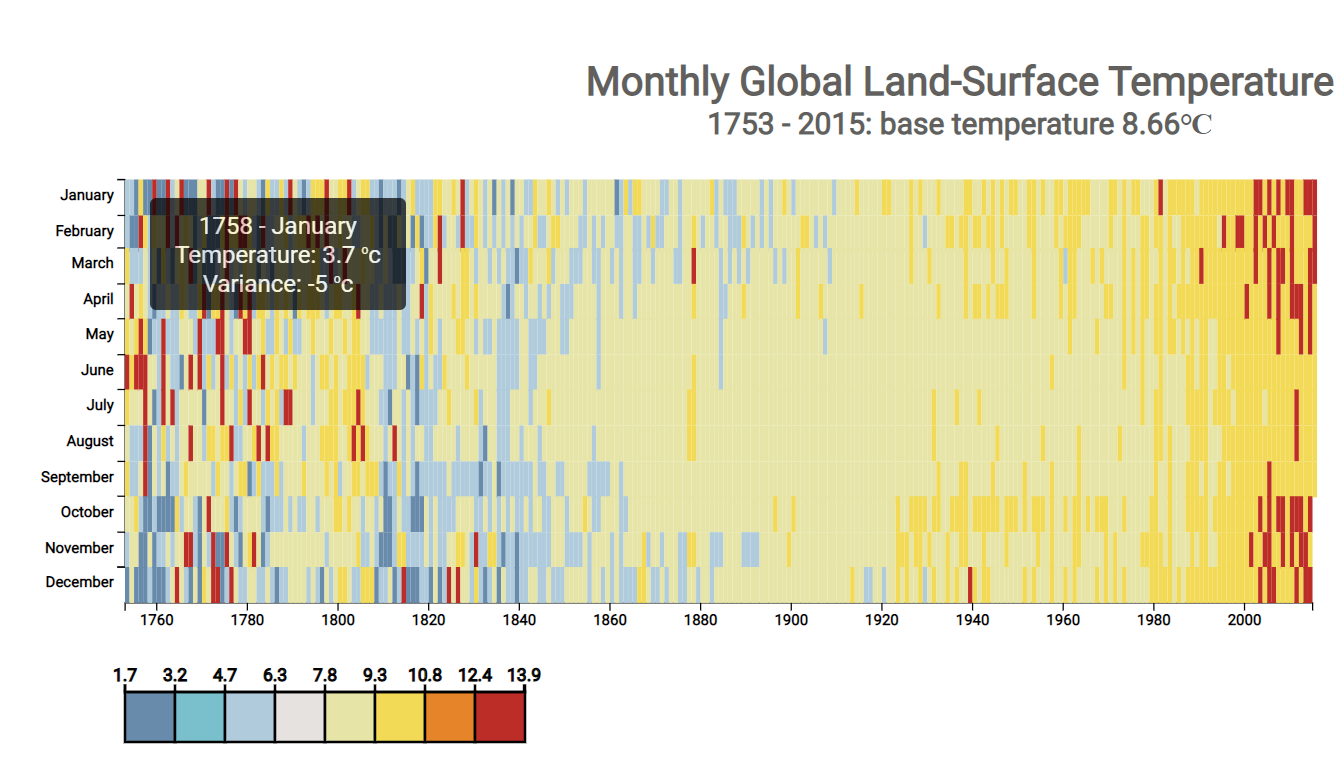 Monthly Global Land-Surface Temperature
1753 - 2015: base temperature 8.66℃
January
1758 - January
February
Temperature: 3.7 °c
March
Variance: -5 °c
April
May
June
July
August
September
October
November
December
1760 1780 1800 1820 1840 1860 1880 1900 1920 1940 1960 1980 2000
1.7 3.2 4.7 6.3 7.8 9.3 10.8 12.4 13.9